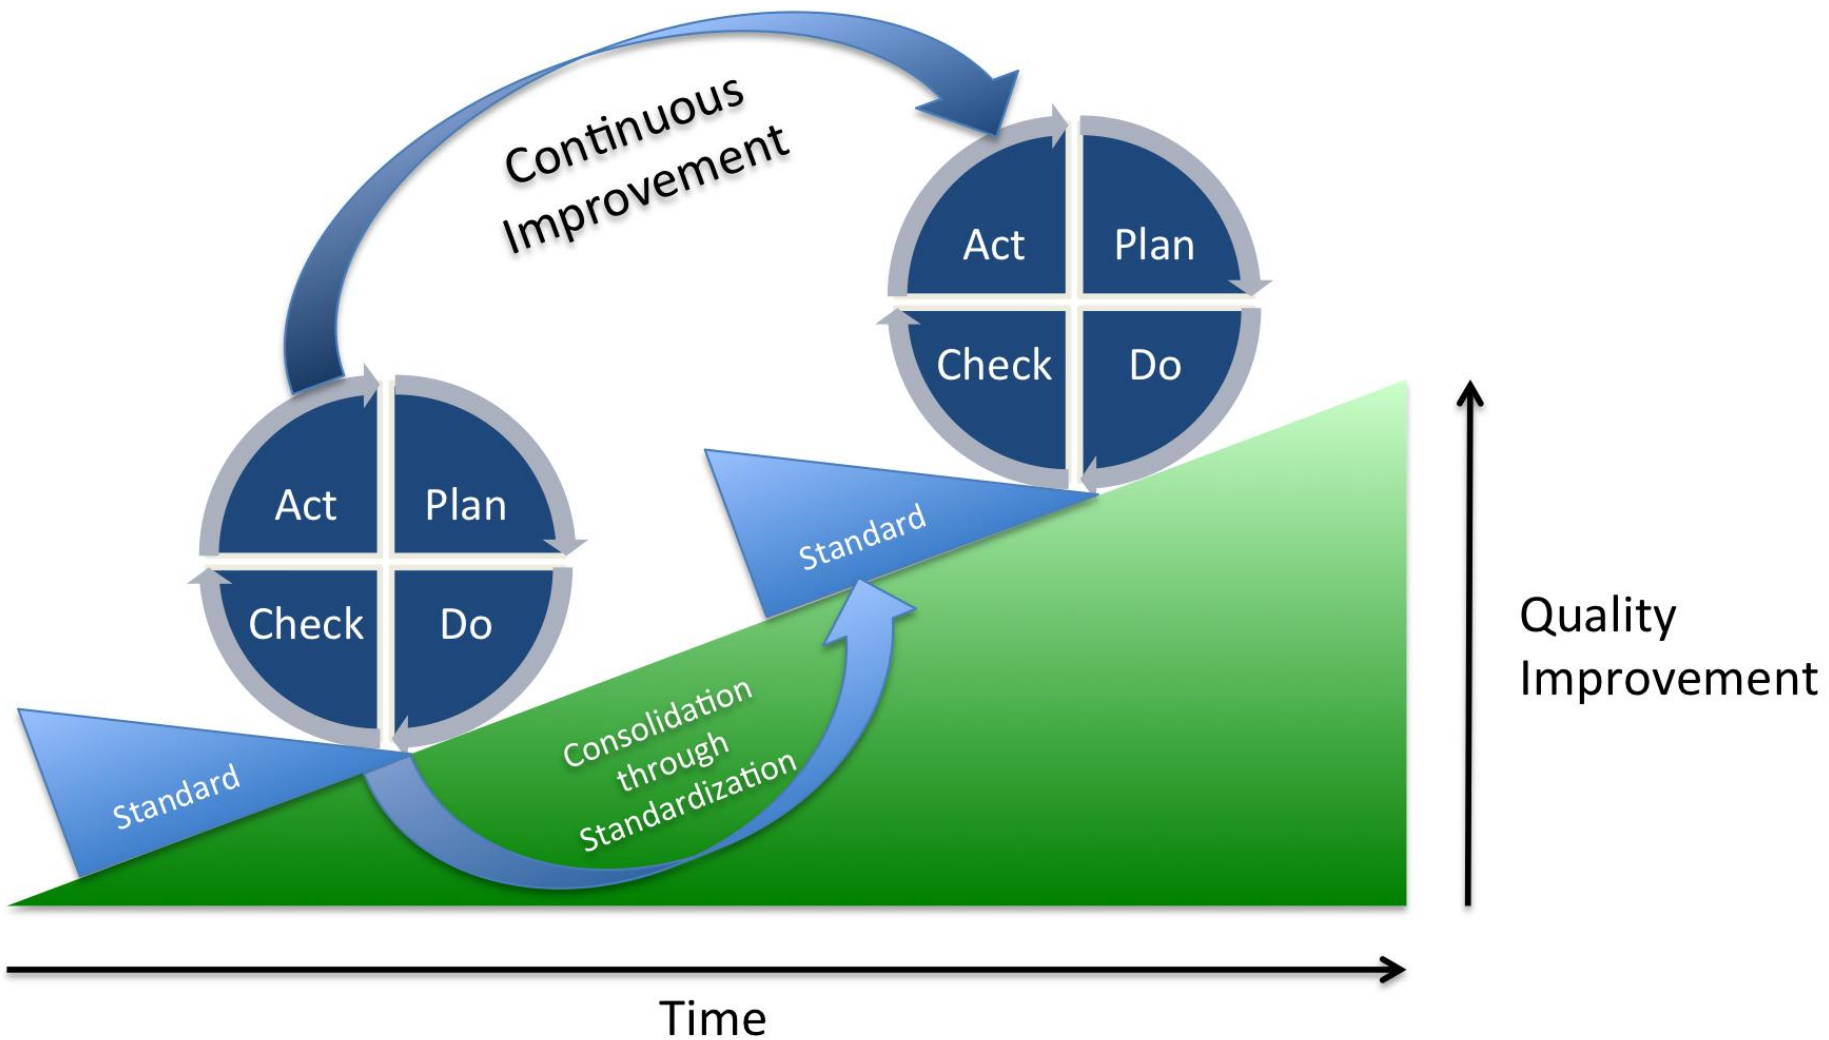 Continuous
Improvement
Act
Plan
Check
Do
Act
Plan
Check
Do
Standard
Standard
Consolidation
through
Standardization
Quality
Improvement
Time